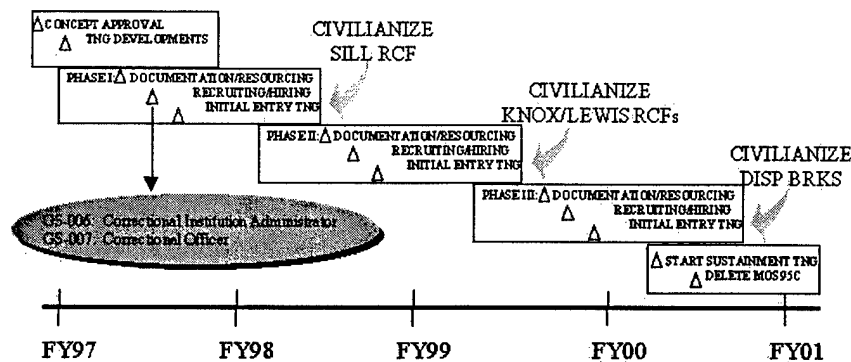 CONCEPT APPROVAL
TNG DEVELOPMENTS
CIVILIANIZE
SILL RCF
PHASE I: DOCUMENTATION/RESOURCING
RECRUITING/HIRING
INITIAL ENTRY TNG
CIVILIANIZE
KNOX/LEWIS RCFs
PHASE II: DOCUMENTATION/RESOURCING
RECRUITING/HIRING
INITIAL ENTRY TNG
CIVILIANIZE
DISP BRKS
PHASE III: DOCUMENTATION/RESOURCING
RECRUITING/HIRING
INITIAL ENTRY TNG
GS-006: Correctional Institution Administrator
GS-007: Correctional Officer
START SUSTAINMENT TNG
DELETE MOS 95C
FY97 FY98 FY99 FY00 FY01